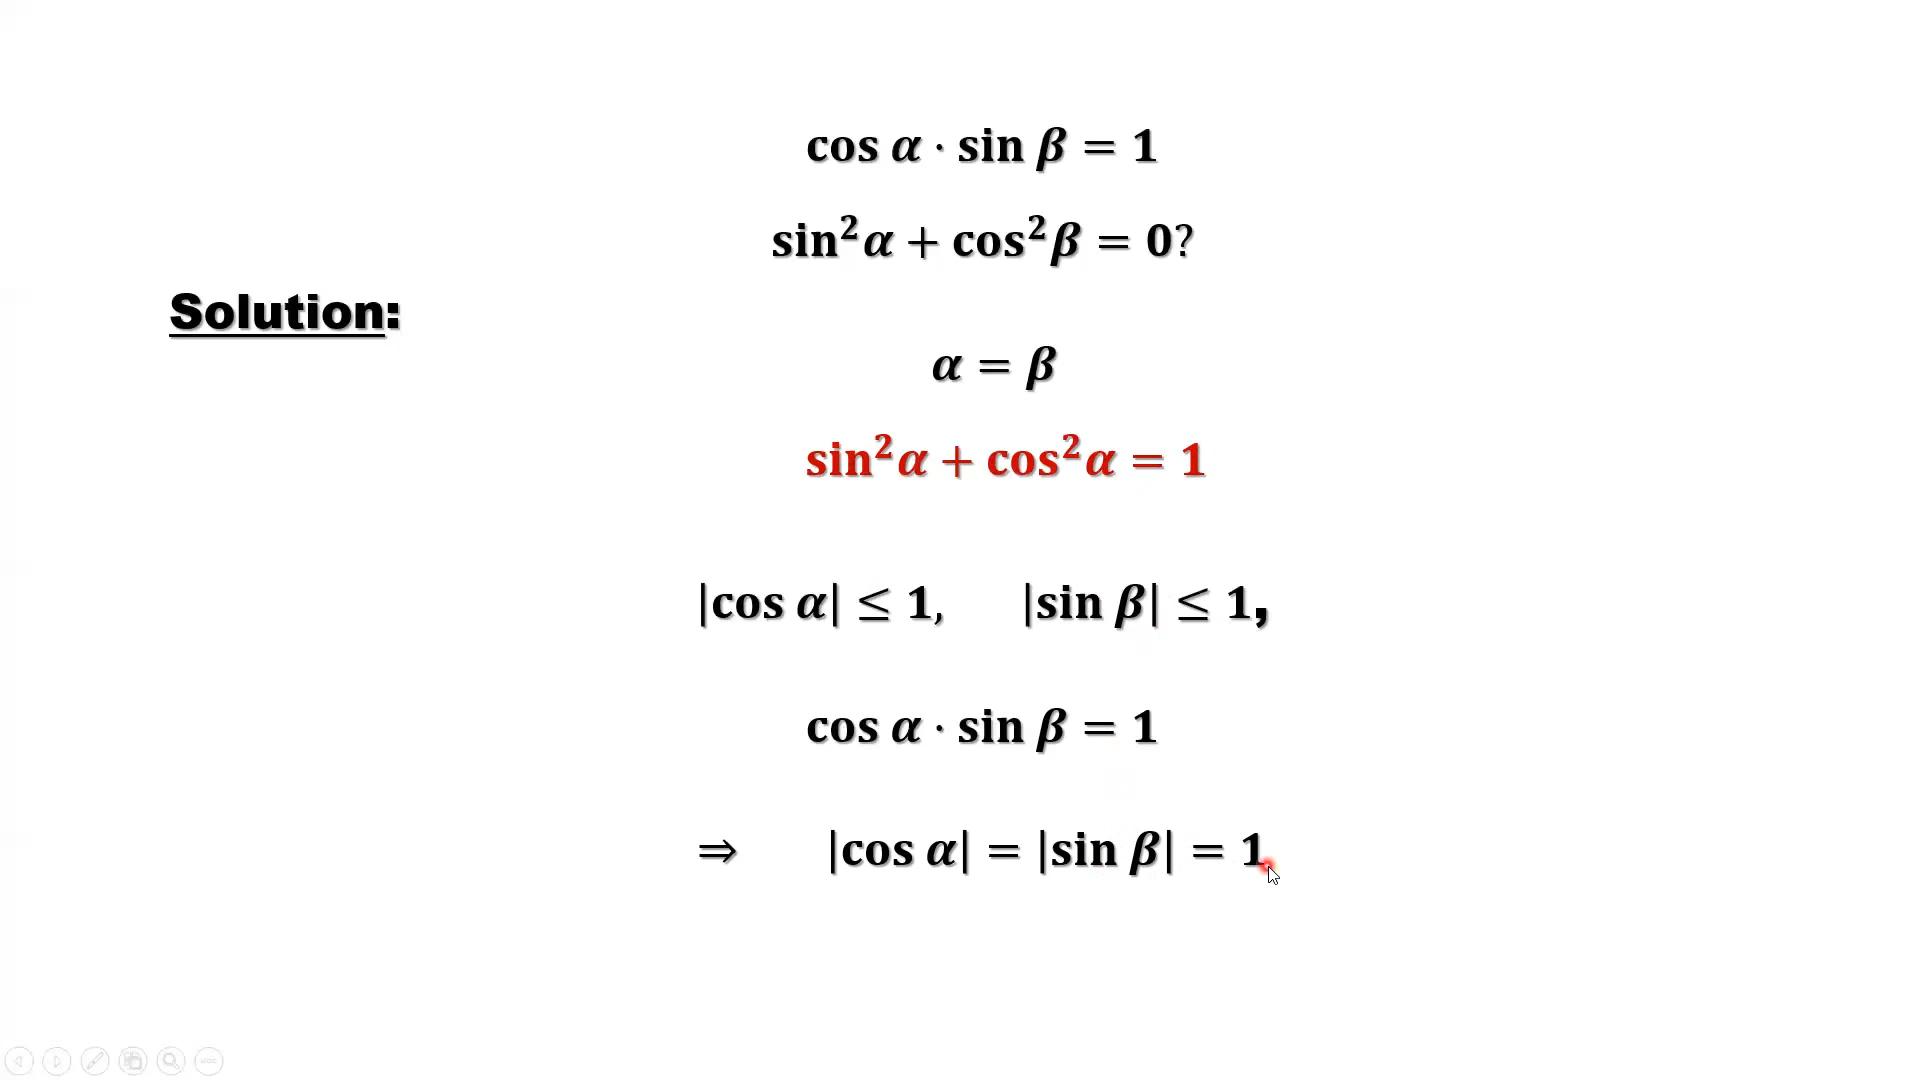 cos α · sin β = 1
sin²α + cos²β = 0?
Solution:
α = β
sin²α + cos²α = 1
|cos α| ≤ 1, |sin β| ≤ 1,
cos α · sin β = 1
⇒ |cos α| = |sin β| = 1